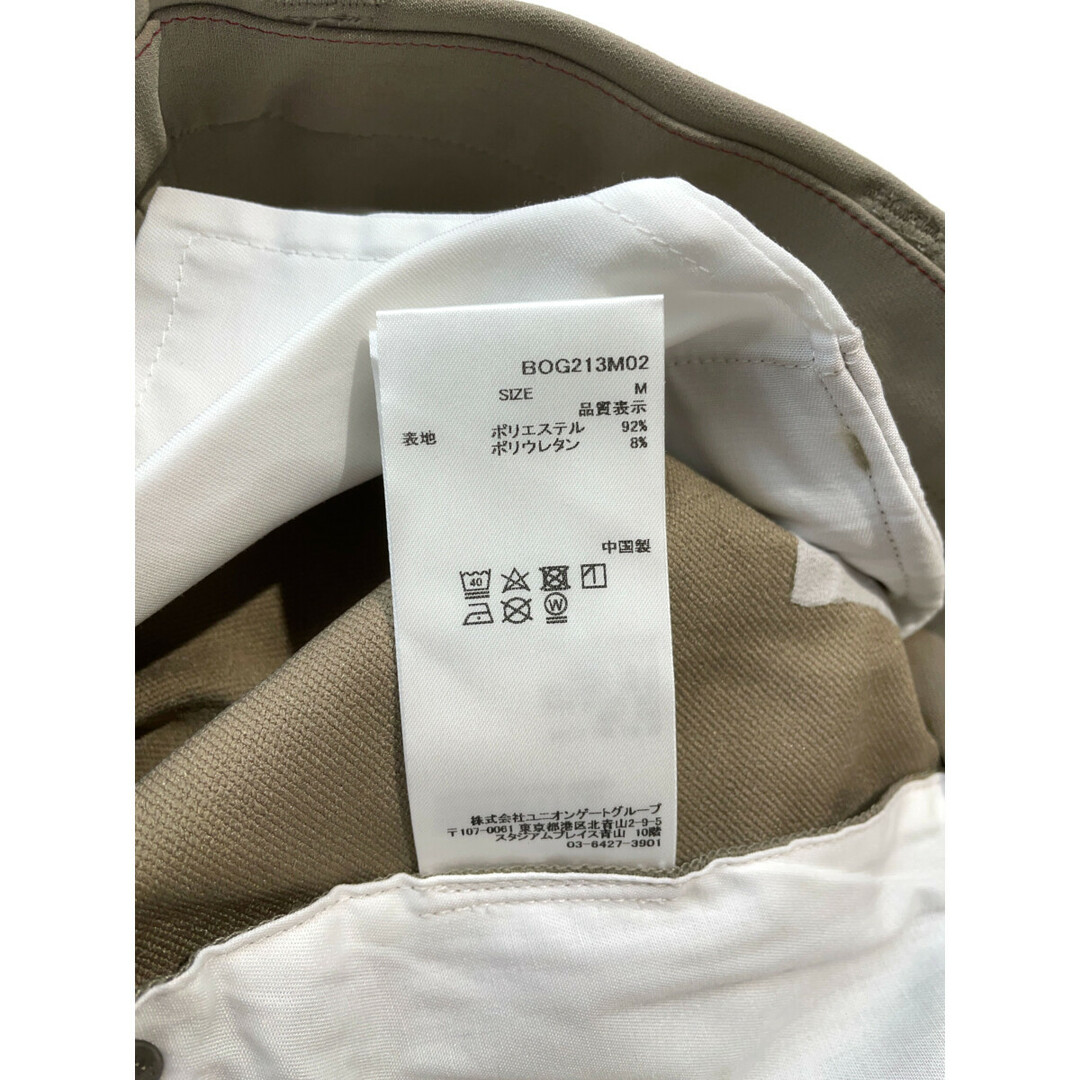 BOG213M02
SIZE M
品質表示
表地 ポリエステル 92%
ポリウレタン 8%
中国製
40
W
株式会社ユニオンゲートグループ
〒107-0061 東京都港区北青山2-9-5
スタジアムプレイス青山 10階
03-6427-3901